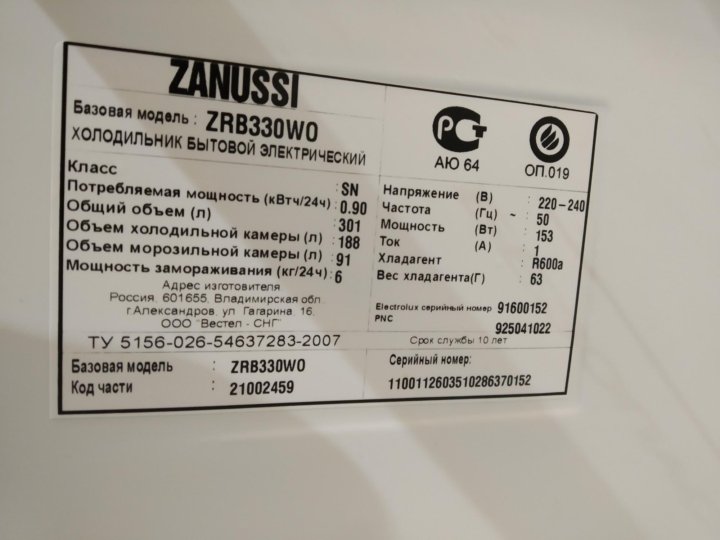 ZANUSSI
Базовая модель : ZRB330WO
ХОЛОДИЛЬНИК БЫТОВОЙ ЭЛЕКТРИЧЕСКИЙ
Класс : SN
Потребляемая мощность (кВтч/24ч) : 0.90
Общий объем (л) : 301
Объем холодильной камеры (л) : 188
Объем морозильной камеры (л) : 91
Мощность замораживания (кг/24ч) : 6
Адрес изготовителя
Россия, 601655, Владимирская обл.
г.Александров, ул. Гагарина, 16,
ООО "Вестел - СНГ"
ТУ 5156-026-54637283-2007
Базовая модель : ZRB330WO
Код части : 21002459
РСТ
АЮ 64
ОП.019
Напряжение (В) : 220-240
Частота (Гц) ~ : 50
Мощность (Вт) : 153
Ток (А) : 1
Хладагент : R600a
Вес хладагента(Г) : 63
Electrolux серийный номер 91600152
PNC 925041022
Срок службы 10 лет
Серийный номер:
1100112603510286370152